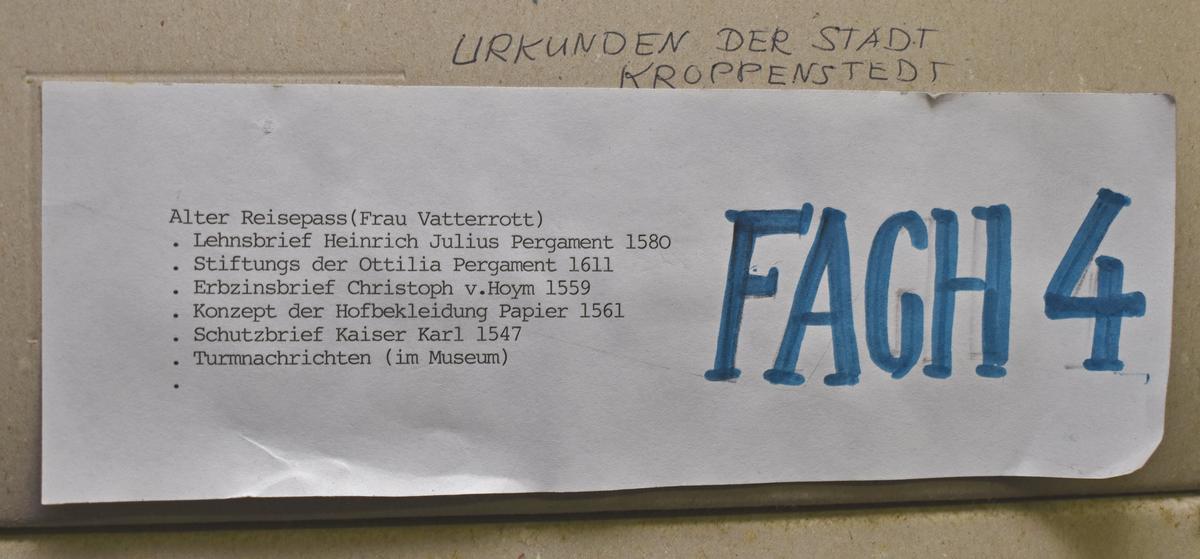 URKUNDEN DER STADT
KROPPENSTEDT
Alter Reisepass(Frau Vatterrott)
. Lehnsbrief Heinrich Julius Pergament 1580
. Stiftungs der Ottilia Pergament 1611
. Erbzinsbrief Christoph v.Hoym 1559
. Konzept der Hofbekleidung Papier 1561
. Schutzbrief Kaiser Karl 1547
. Turmnachrichten (im Museum)
.
FACH 4